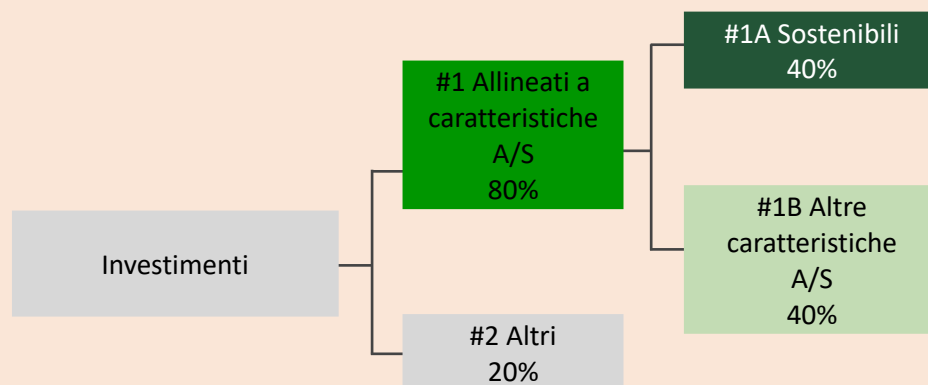 #1A Sostenibili
40%
#1 Allineati a
caratteristiche
A/S
80%
#1B Altre
caratteristiche
A/S
40%
Investimenti
#2 Altri
20%